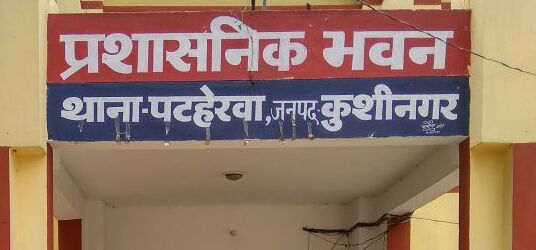 प्रशासनिक भवन
थाना-पटहेरवा, जनपद कुशीनगर